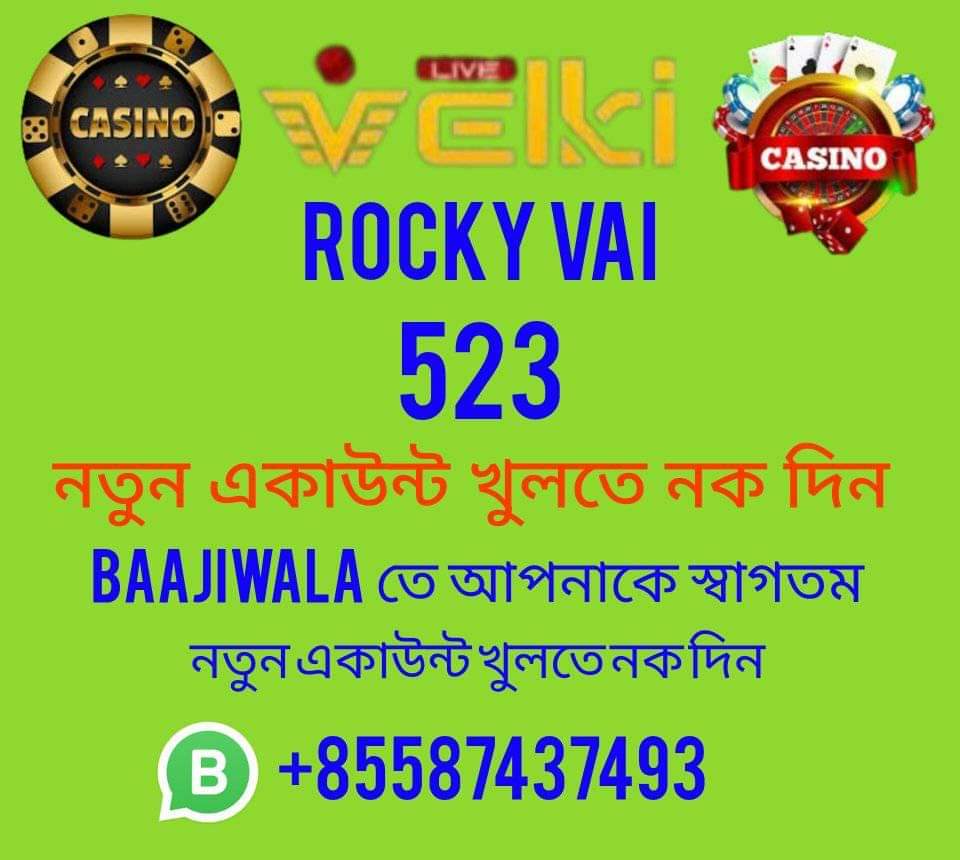 CASINO
LIVE
velki
CASINO
ROCKY VAI
523
নতুন একাউন্ট খুলতে নক দিন
BAAJIWALA তে আপনাকে স্বাগতম
নতুন একাউন্ট খুলতে নক দিন
B +85587437493